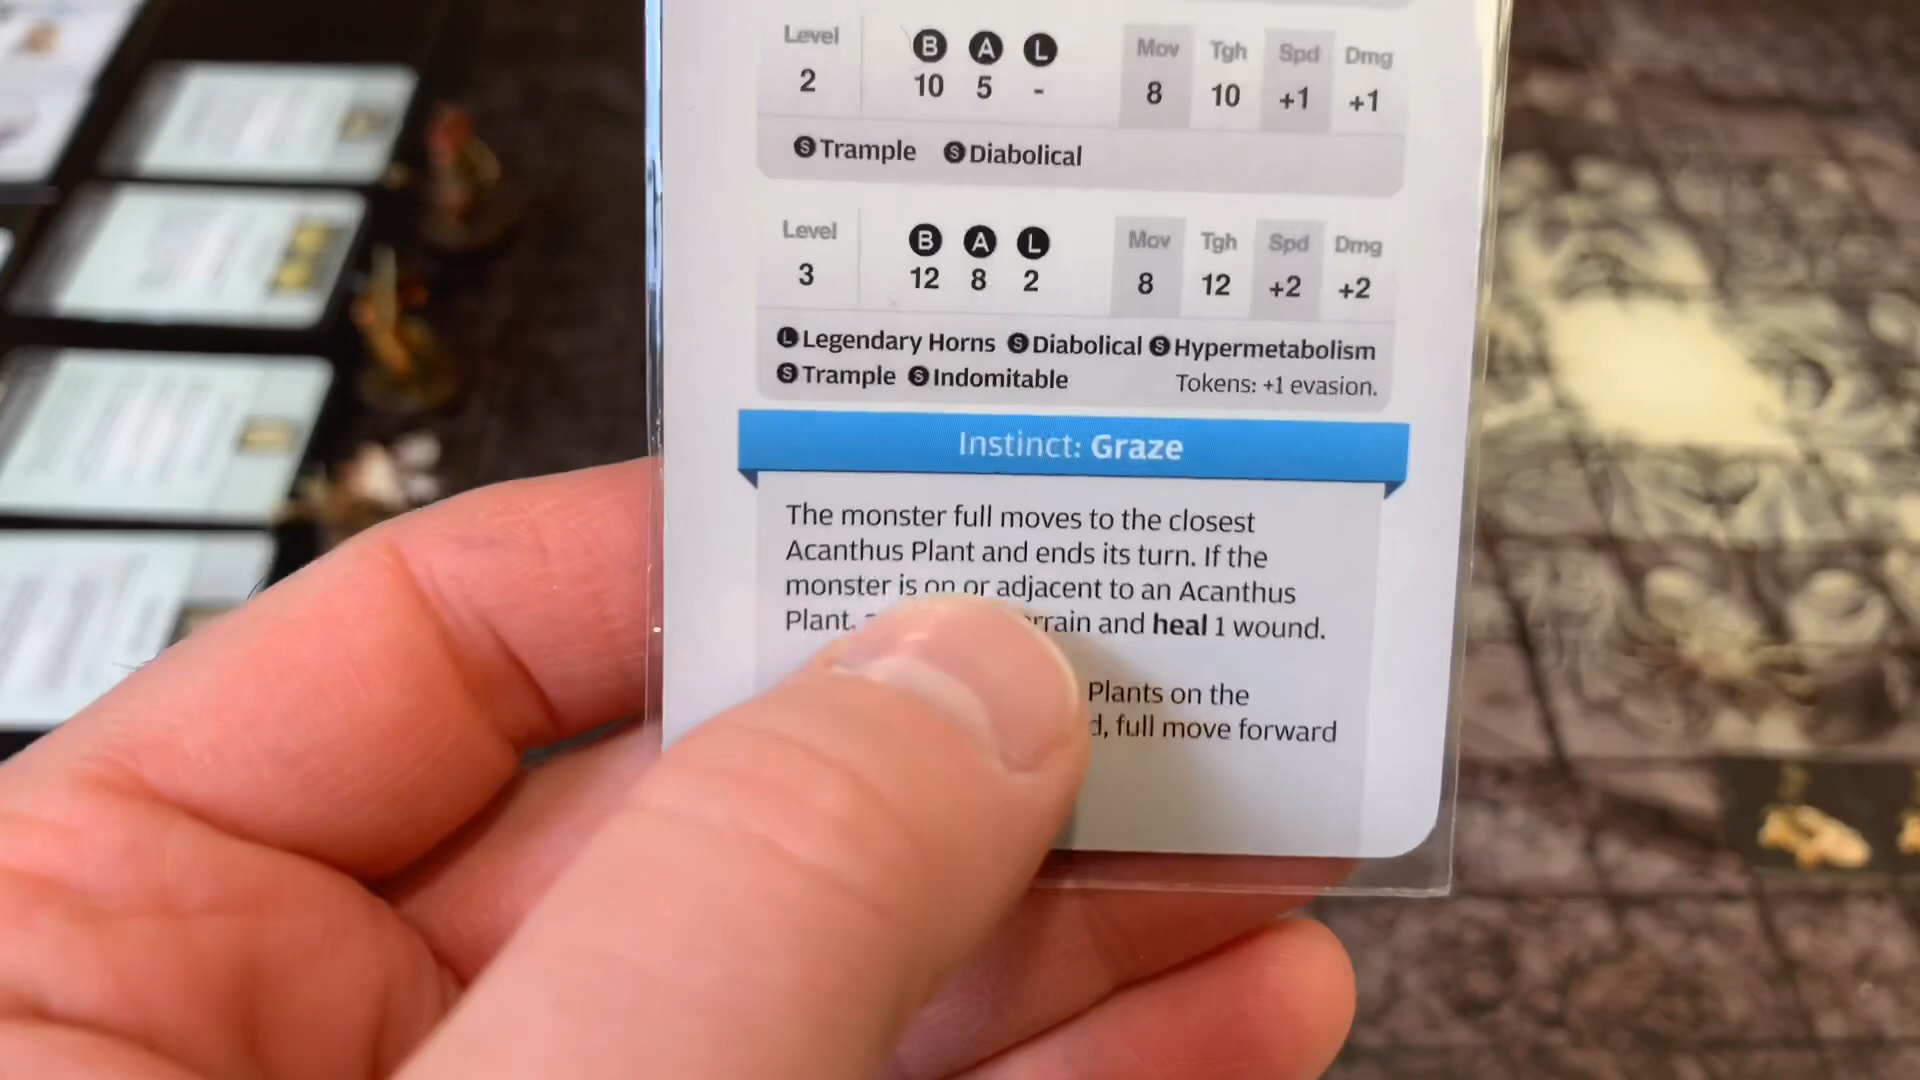 Level B A L Mov Tgh Spd Dmg
2 10 5 - 8 10 +1 +1
S Trample S Diabolical
Level B A L Mov Tgh Spd Dmg
3 12 8 2 8 12 +2 +2
L Legendary Horns S Diabolical S Hypermetabolism
S Trample S Indomitable Tokens: +1 evasion.
Instinct: Graze
The monster full moves to the closest
Acanthus Plant and ends its turn. If the
monster is on or adjacent to an Acanthus
Plant, and heal 1 wound.
Plants on the
full move forward